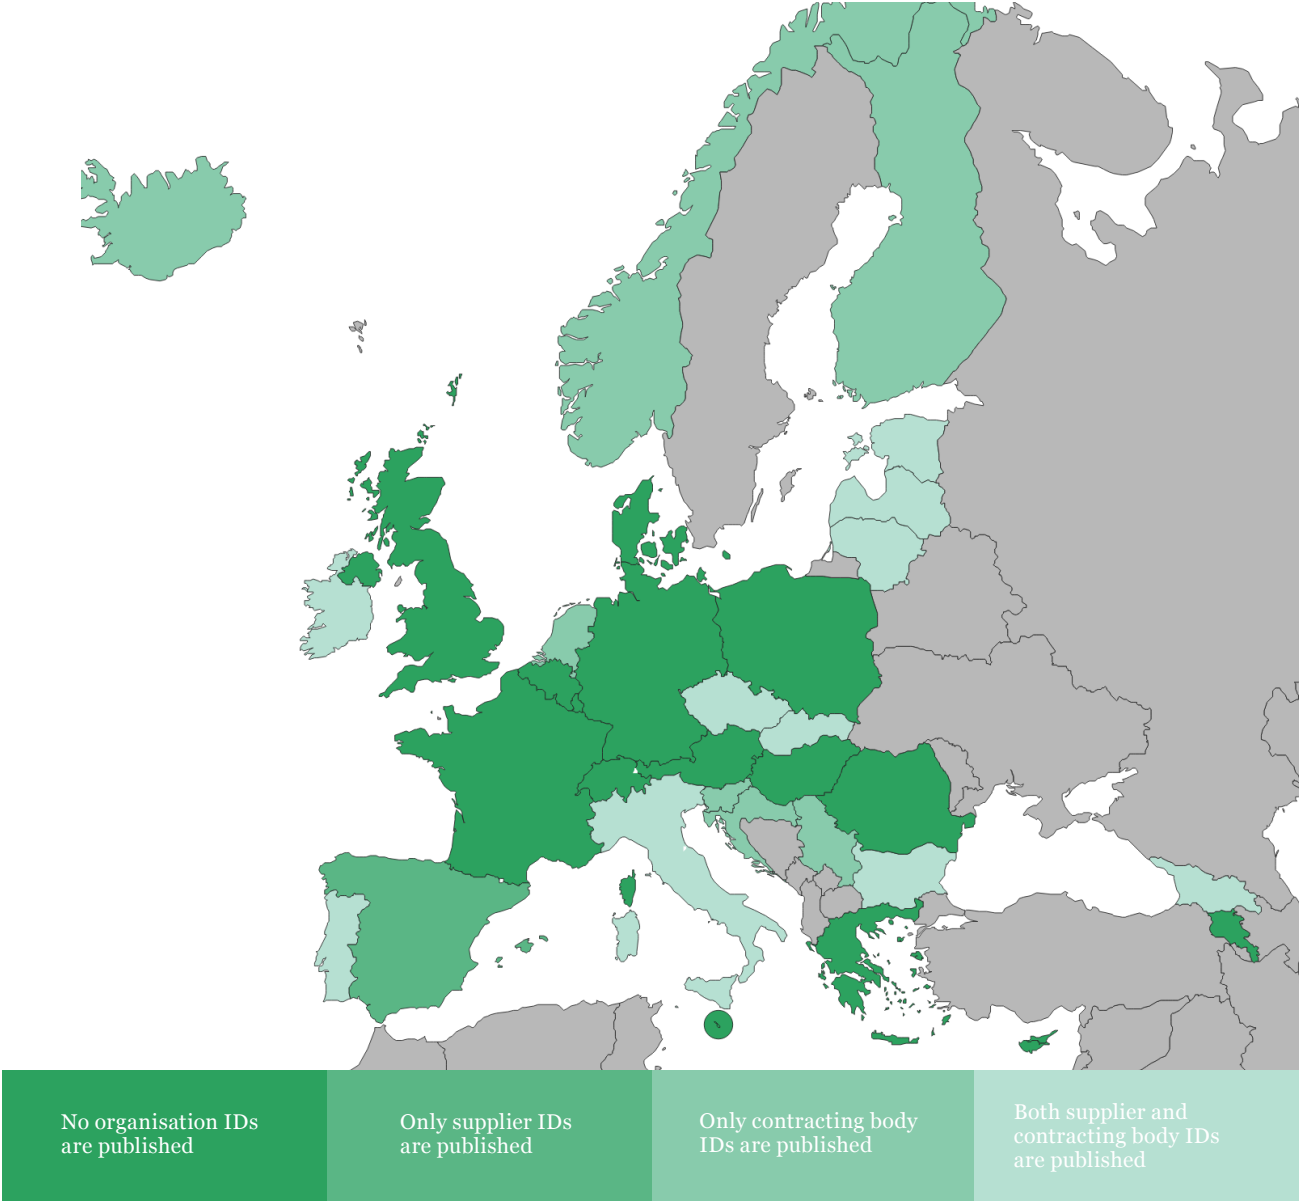 No organisation IDs
are published
Only supplier IDs
are published
Only contracting body
IDs are published
Both supplier and
contracting body IDs
are published